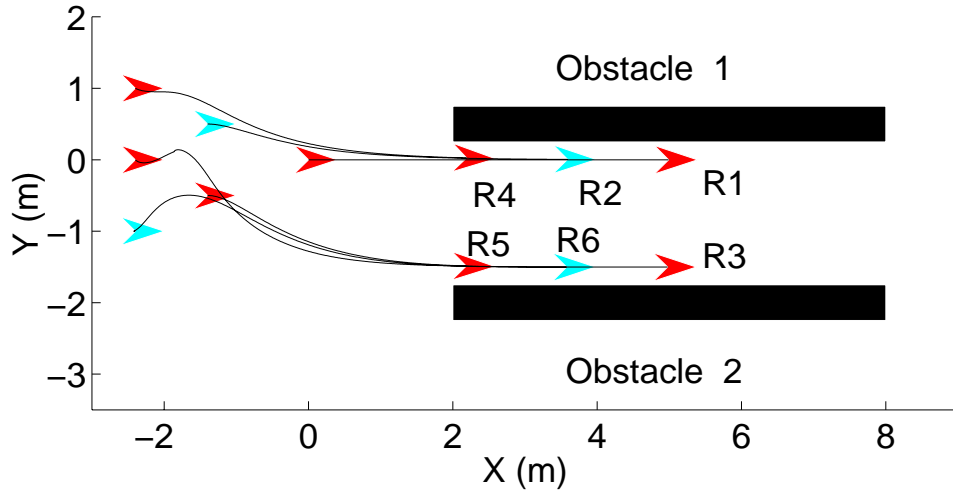 2
Obstacle 1
1
0
R4
R2
R1
Y (m)
−1
R5
R6
R3
−2
−3
Obstacle 2
−2 0 2 4 6 8
X (m)